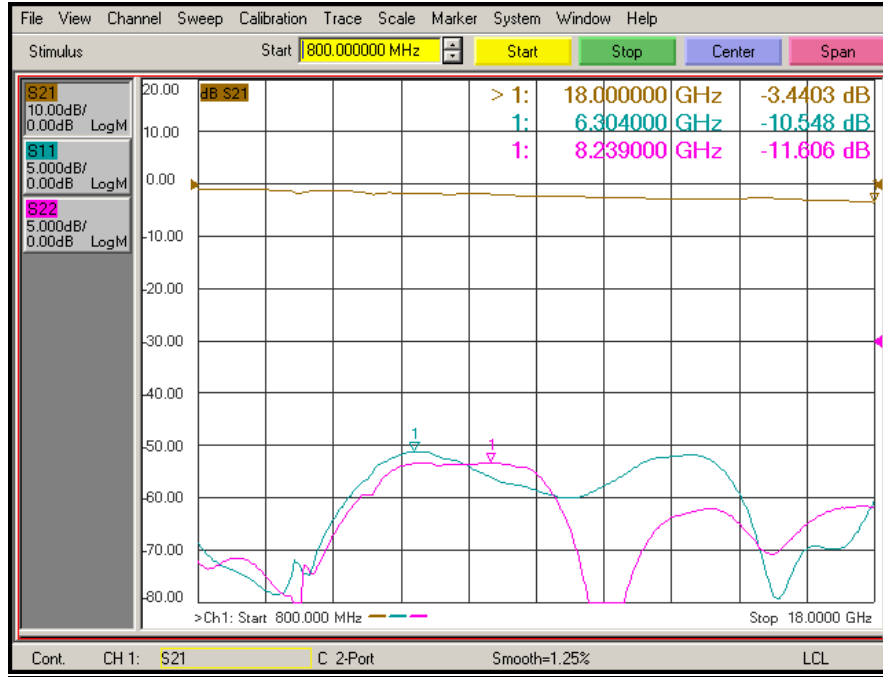 File View Channel Sweep Calibration Trace Scale Marker System Window Help
Stimulus Start 800.000000 MHz Start Stop Center Span
S21
10.00dB/
0.00dB LogM
S11
5.000dB/
0.00dB LogM
S22
5.000dB/
0.00dB LogM
dB S21
> 1: 18.000000 GHz -3.4403 dB
1: 6.304000 GHz -10.548 dB
1: 8.239000 GHz -11.606 dB
20.00
10.00
0.00
-10.00
-20.00
-30.00
-40.00
-50.00
-60.00
-70.00
-80.00
1
1
1
>Ch1: Start 800.000 MHz
Stop 18.0000 GHz
Cont. CH 1: S21 C 2-Port Smooth=1.25% LCL